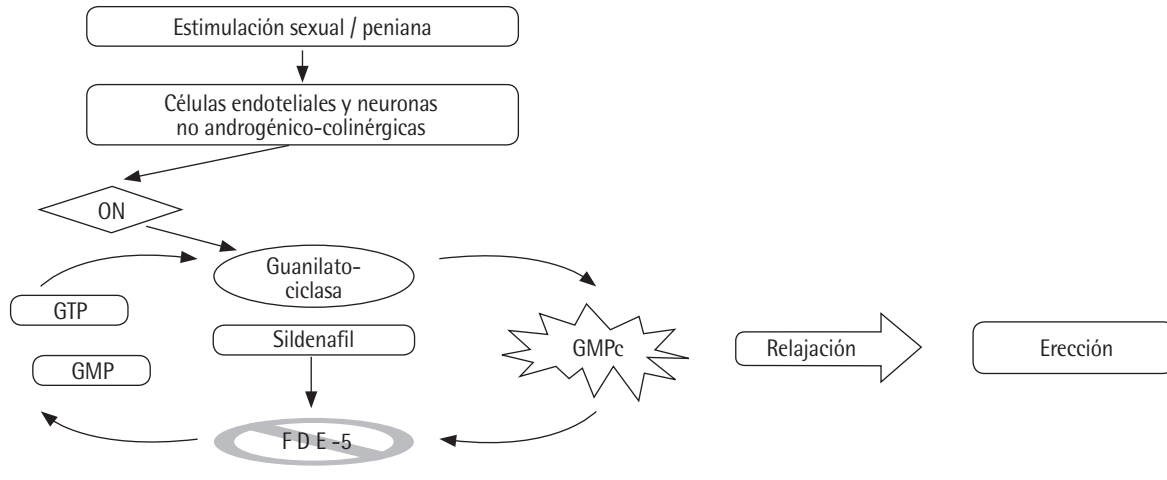 Estimulación sexual / peniana
Células endoteliales y neuronas
no androgénico-colinérgicas
ON
Guanilato-
ciclasa
GTP
Sildenafil
GMPc
Relajación
Erección
GMP
F D E -5